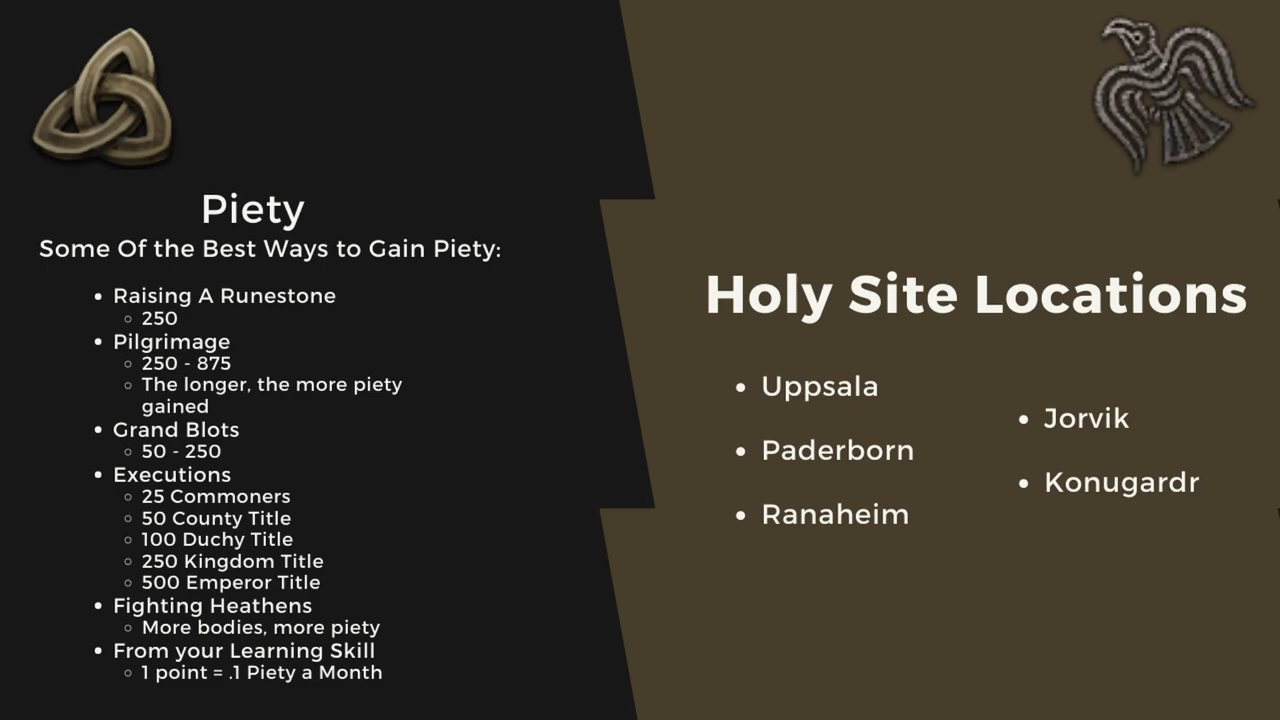 Piety
Some Of the Best Ways to Gain Piety:
• Raising A Runestone
◦ 250
• Pilgrimage
◦ 250 - 875
◦ The longer, the more piety
gained
• Grand Blots
◦ 50 - 250
• Executions
◦ 25 Commoners
◦ 50 County Title
◦ 100 Duchy Title
◦ 250 Kingdom Title
◦ 500 Emperor Title
• Fighting Heathens
◦ More bodies, more piety
• From your Learning Skill
◦ 1 point = .1 Piety a Month
Holy Site Locations
• Uppsala
• Paderborn
• Ranaheim
• Jorvik
• Konugardr